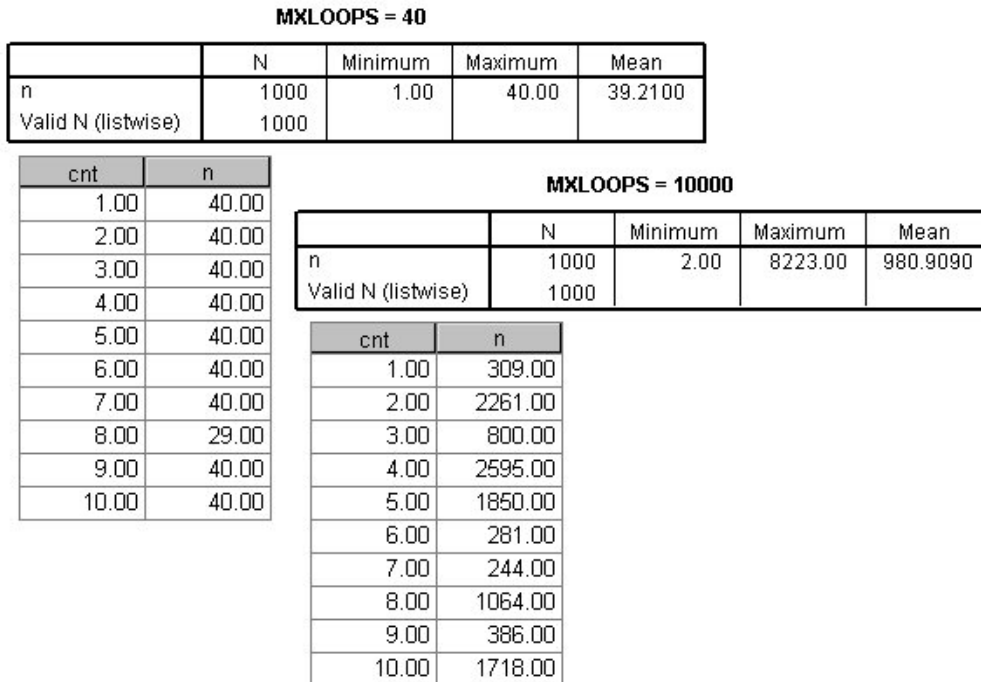 MXLOOPS = 40
N Minimum Maximum Mean
n 1000 1.00 40.00 39.2100
Valid N (listwise) 1000
cnt n
1.00 40.00
2.00 40.00
3.00 40.00
4.00 40.00
5.00 40.00
6.00 40.00
7.00 40.00
8.00 29.00
9.00 40.00
10.00 40.00
MXLOOPS = 10000
N Minimum Maximum Mean
n 1000 2.00 8223.00 980.9090
Valid N (listwise) 1000
cnt n
1.00 309.00
2.00 2261.00
3.00 800.00
4.00 2595.00
5.00 1850.00
6.00 281.00
7.00 244.00
8.00 1064.00
9.00 386.00
10.00 1718.00